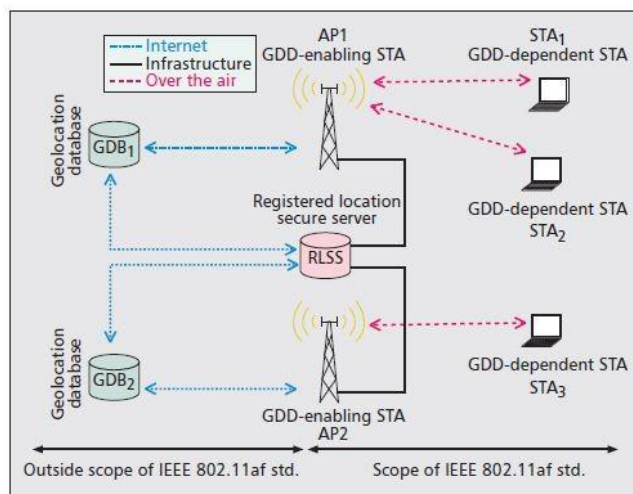 Internet
Infrastructure
Over the air
AP1
GDD-enabling STA
STA1
GDD-dependent STA
Geolocation
database
GDB1
GDD-dependent STA
STA2
Registered location
secure server
RLSS
Geolocation
database
GDB2
GDD-enabling STA
AP2
GDD-dependent STA
STA3
Outside scope of IEEE 802.11af std.
Scope of IEEE 802.11af std.